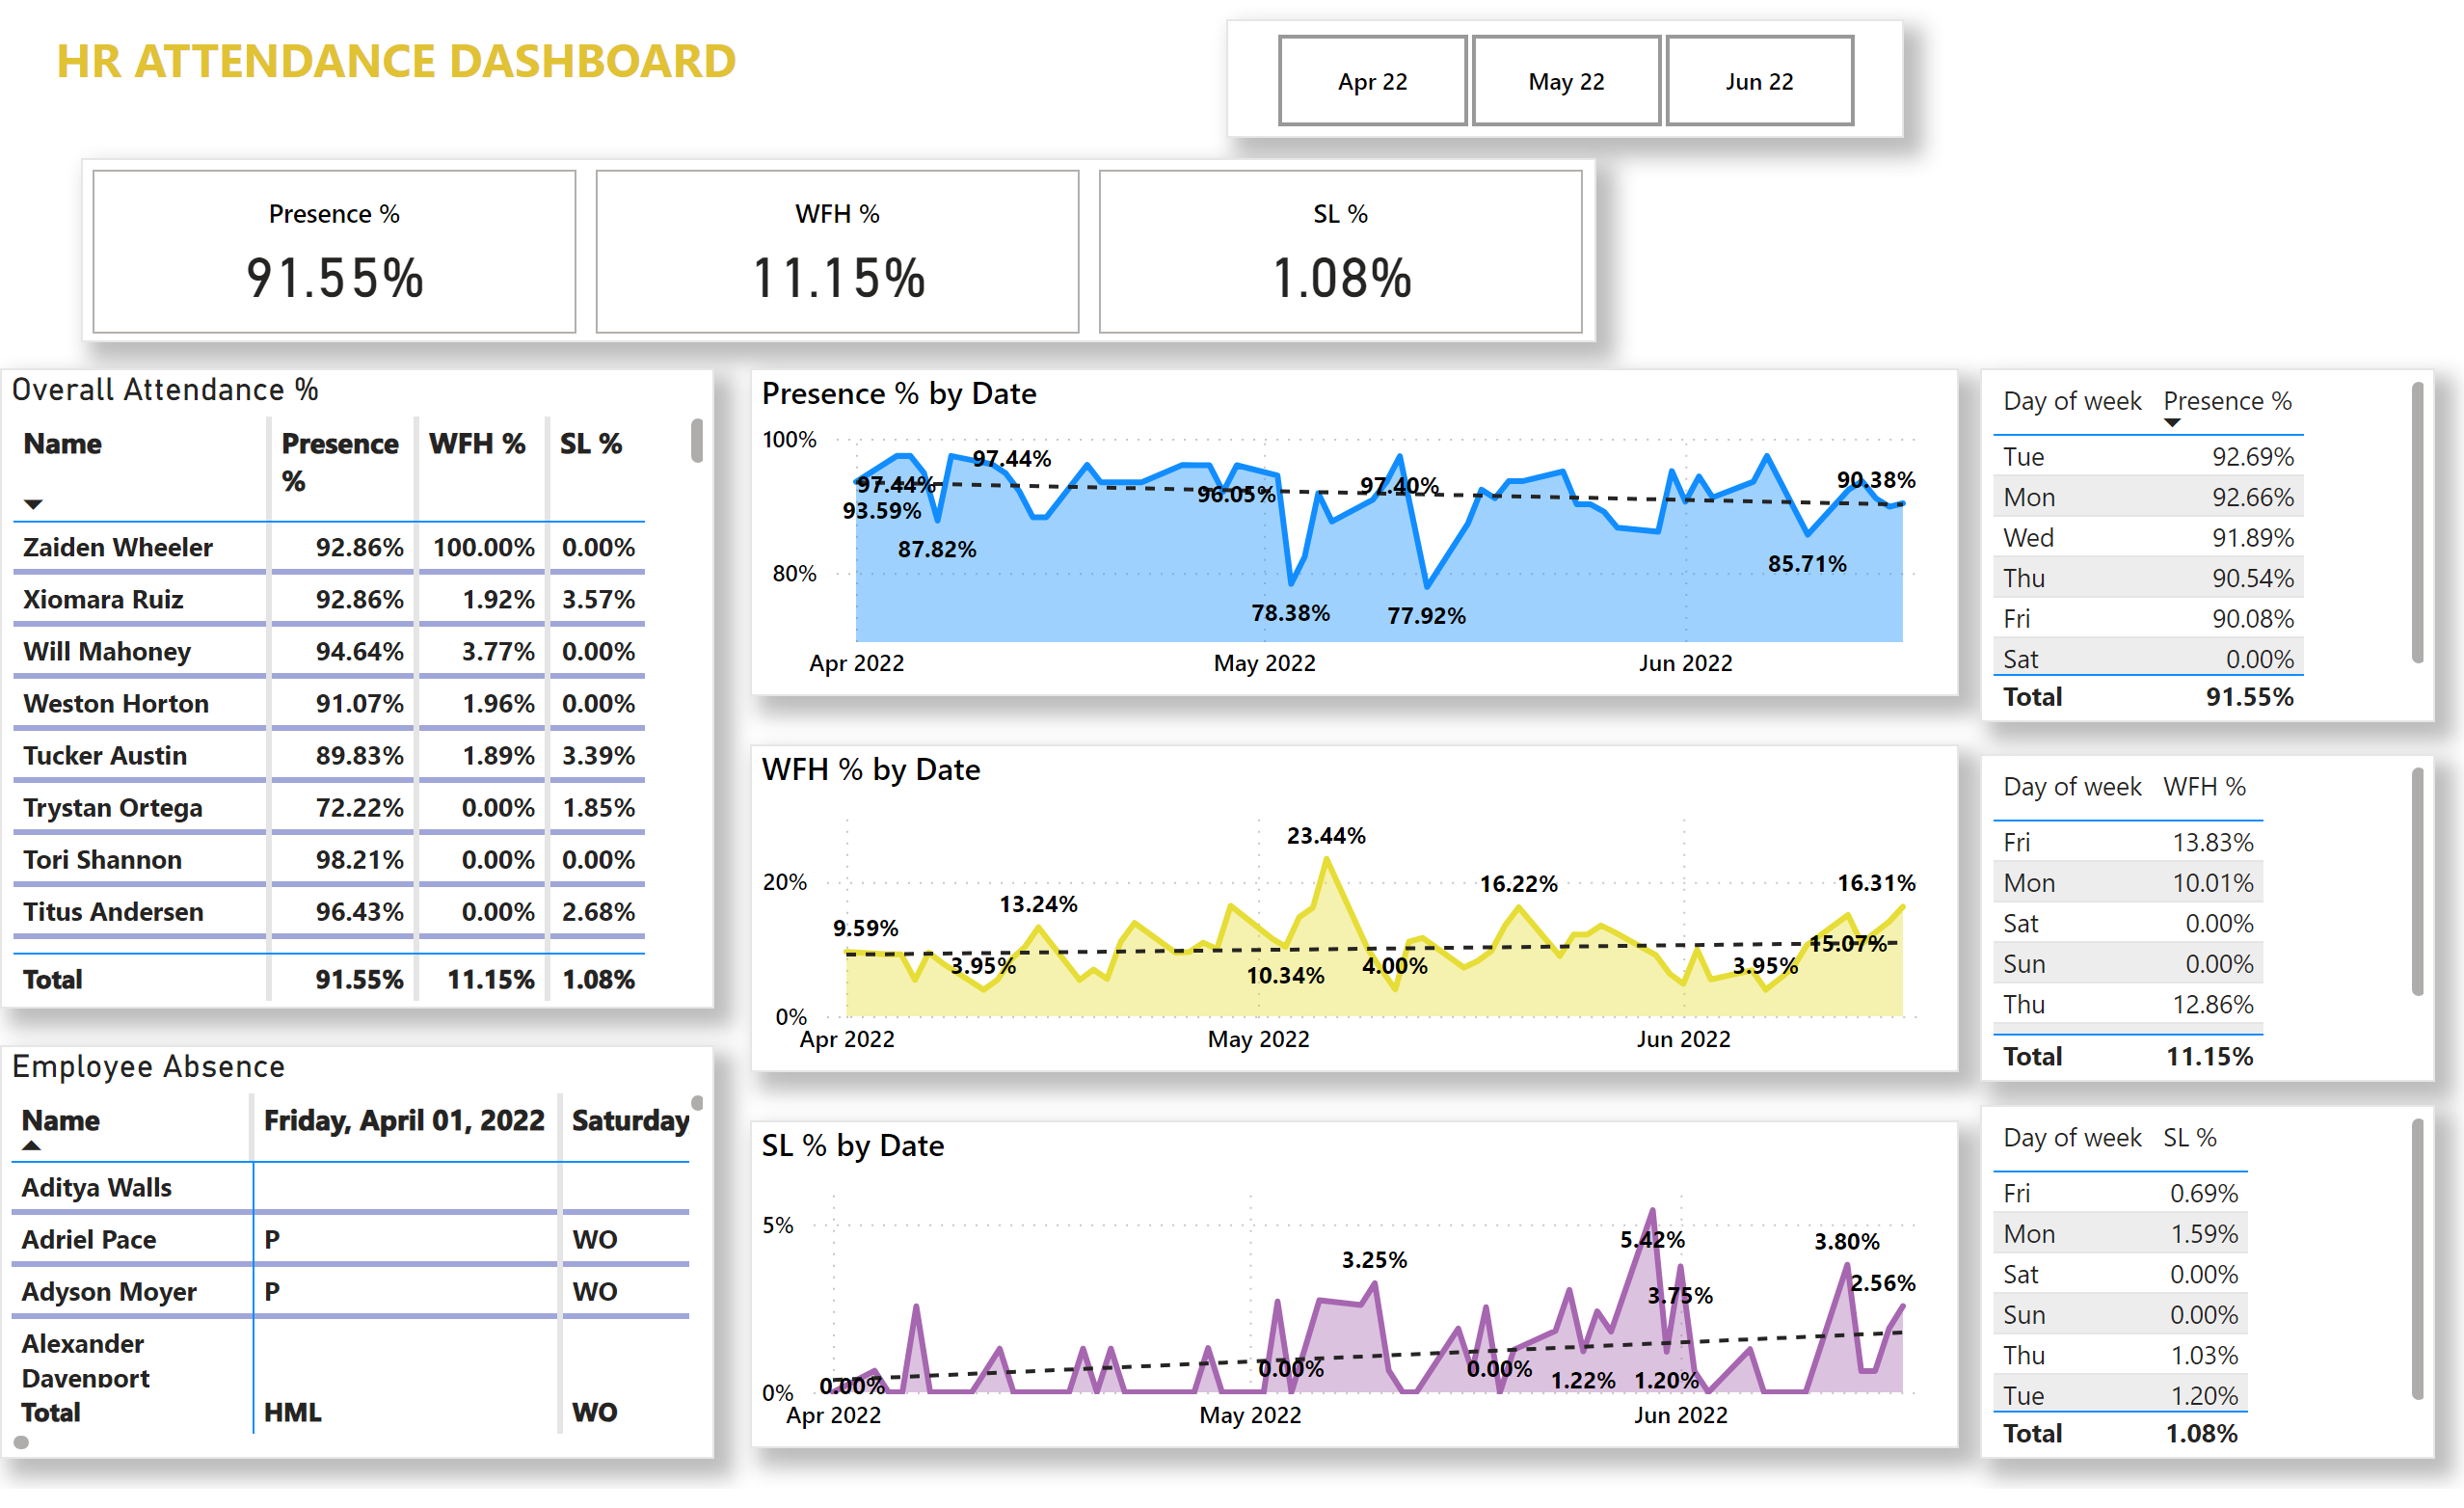 HR ATTENDANCE DASHBOARD
Apr 22 May 22 Jun 22
Presence % WFH % SL %
91.55% 11.15% 1.08%
Overall Attendance %
Name Presence % WFH % SL %
Zaiden Wheeler 92.86% 100.00% 0.00%
Xiomara Ruiz 92.86% 1.92% 3.57%
Will Mahoney 94.64% 3.77% 0.00%
Weston Horton 91.07% 1.96% 0.00%
Tucker Austin 89.83% 1.89% 3.39%
Trystan Ortega 72.22% 0.00% 1.85%
Tori Shannon 98.21% 0.00% 0.00%
Titus Andersen 96.43% 0.00% 2.68%
Total 91.55% 11.15% 1.08%
Employee Absence
Name Friday, April 01, 2022 Saturday
Aditya Walls
Adriel Pace P WO
Adyson Moyer P WO
Alexander
Davenport
Total HML WO
Presence % by Date
100%
97.44%
97.44% 96.05% 97.40% 90.38%
93.59%
87.82% 85.71%
80%
78.38% 77.92%
Apr 2022 May 2022 Jun 2022
WFH % by Date
23.44%
20% 16.22% 16.31%
13.24%
9.59%
15.07%
3.95% 10.34% 4.00% 3.95%
0%
Apr 2022 May 2022 Jun 2022
SL % by Date
5%
5.42% 3.80%
3.25%
2.56%
3.75%
0.00% 0.00%
1.22% 1.20%
0% 0.00%
Apr 2022 May 2022 Jun 2022
Day of week Presence %
Tue 92.69%
Mon 92.66%
Wed 91.89%
Thu 90.54%
Fri 90.08%
Sat 0.00%
Total 91.55%
Day of week WFH %
Fri 13.83%
Mon 10.01%
Sat 0.00%
Sun 0.00%
Thu 12.86%
Total 11.15%
Day of week SL %
Fri 0.69%
Mon 1.59%
Sat 0.00%
Sun 0.00%
Thu 1.03%
Tue 1.20%
Total 1.08%